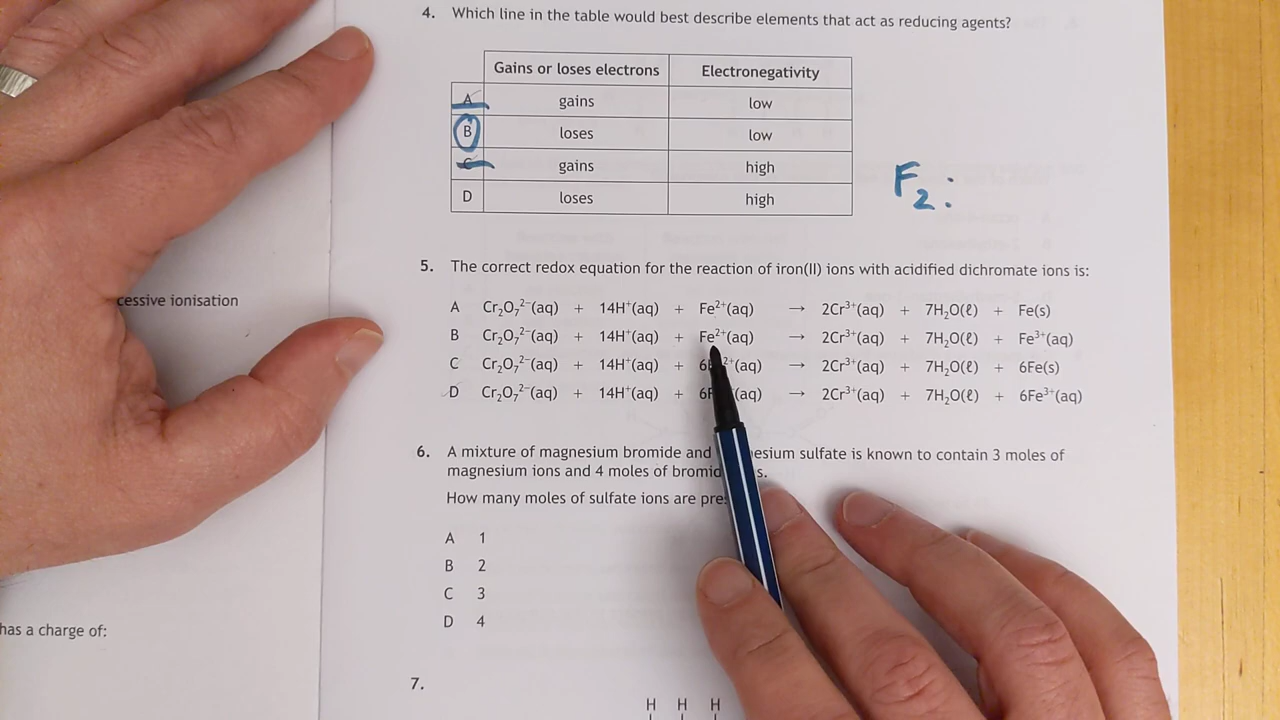 4. Which line in the table would best describe elements that act as reducing agents?
Gains or loses electrons Electronegativity
A gains low
B loses low
C gains high
D loses high
F₂:
5. The correct redox equation for the reaction of iron(II) ions with acidified dichromate ions is:
A Cr₂O₇²⁻(aq) + 14H⁺(aq) + Fe²⁺(aq) → 2Cr³⁺(aq) + 7H₂O(ℓ) + Fe(s)
B Cr₂O₇²⁻(aq) + 14H⁺(aq) + Fe²⁺(aq) → 2Cr³⁺(aq) + 7H₂O(ℓ) + Fe³⁺(aq)
C Cr₂O₇²⁻(aq) + 14H⁺(aq) + ²⁺(aq) → 2Cr³⁺(aq) + 7H₂O(ℓ) + 6Fe(s)
D Cr₂O₇²⁻(aq) + 14H⁺(aq) + (aq) → 2Cr³⁺(aq) + 7H₂O(ℓ) + 6Fe³⁺(aq)
6. A mixture of magnesium bromide and sulfate is known to contain 3 moles of
magnesium ions and 4 moles of
How many moles of sulfate ions are
A 1
B 2
C 3
D 4
7.
H H H
cessive ionisation
has a charge of: